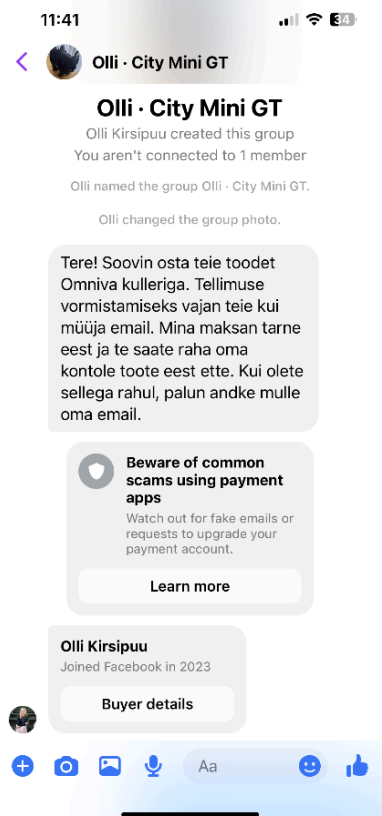 11:41
34
Olli · City Mini GT
Olli · City Mini GT
Olli Kirsipuu created this group
You aren't connected to 1 member
Olli named the group Olli · City Mini GT.
Olli changed the group photo.
Tere! Soovin osta teie toodet
Omniva kulleriga. Tellimuse
vormistamiseks vajan teie kui
müüja email. Mina maksan tarne
eest ja te saate raha oma
kontole toote eest ette. Kui olete
sellega rahul, palun andke mulle
oma email.
Beware of common
scams using payment
apps
Watch out for fake emails or
requests to upgrade your
payment account.
Learn more
Olli Kirsipuu
Joined Facebook in 2023
Buyer details
Aa